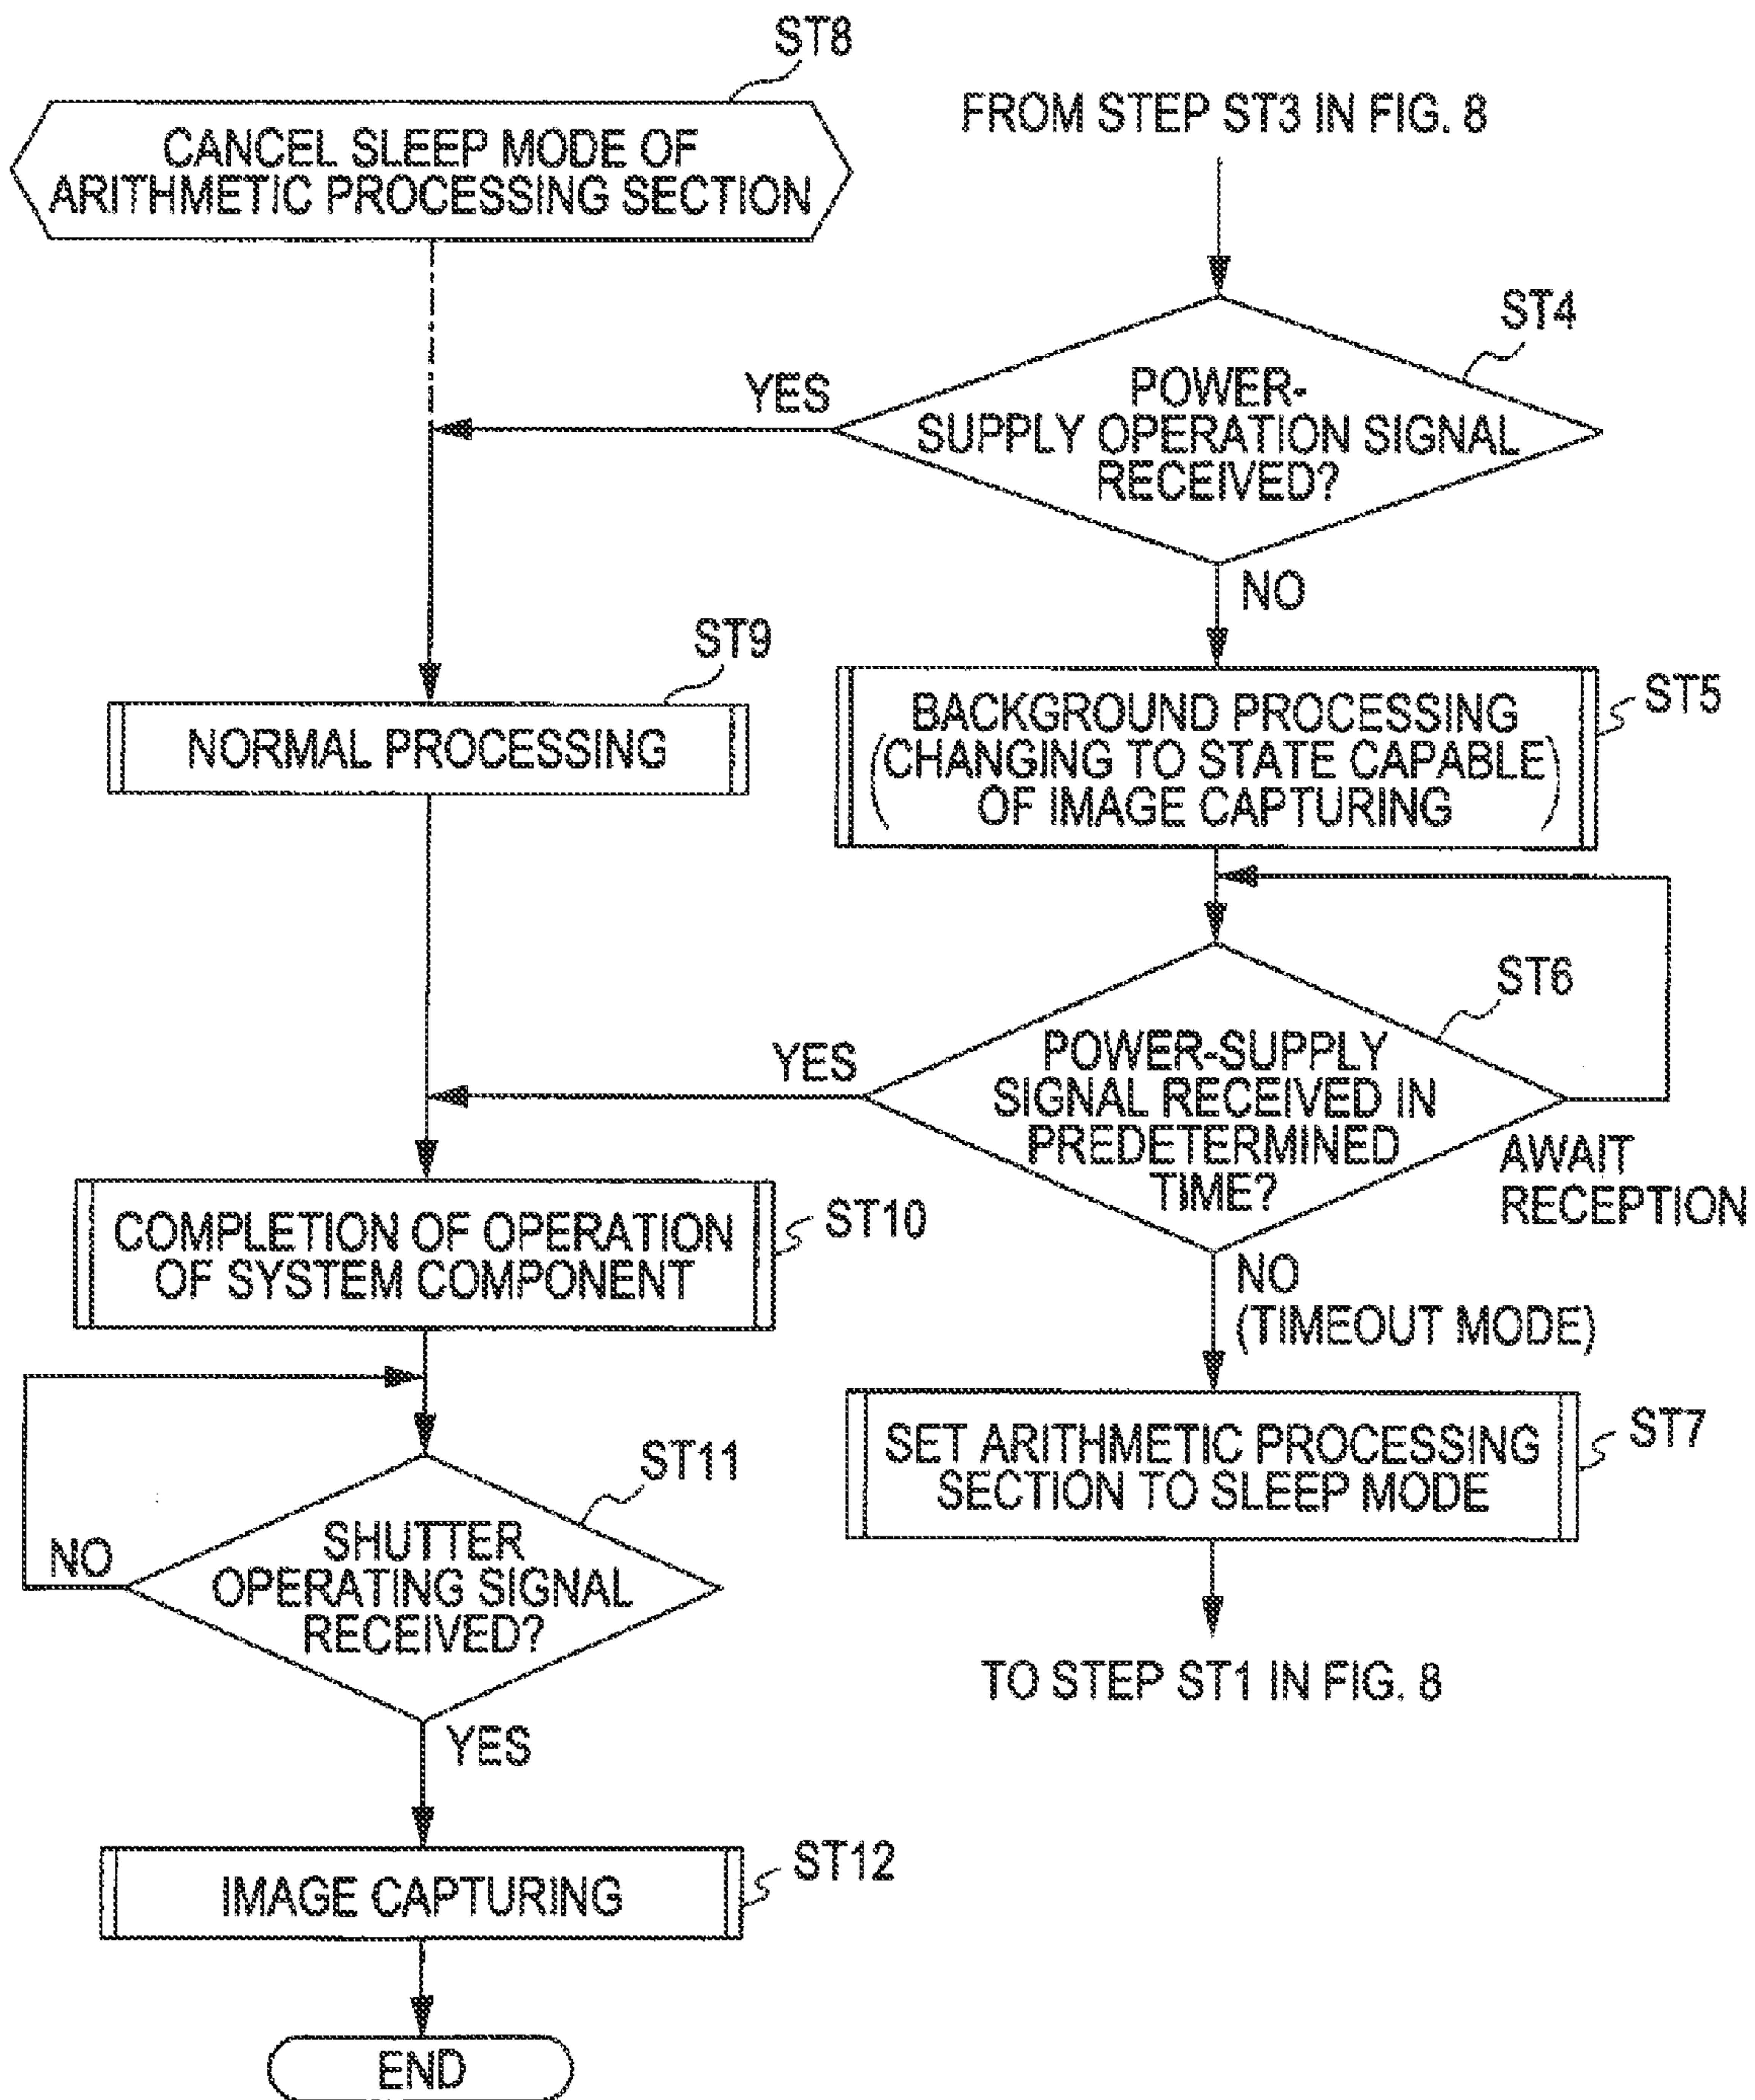 ST8
CANCEL SLEEP MODE OF
ARITHMETIC PROCESSING SECTION
FROM STEP ST3 IN FIG. 8
ST4
POWER-
SUPPLY OPERATION SIGNAL
RECEIVED?
YES
NO
ST9
NORMAL PROCESSING
ST5
BACKGROUND PROCESSING
(CHANGING TO STATE CAPABLE
OF IMAGE CAPTURING)
ST6
POWER-SUPPLY
SIGNAL RECEIVED IN
PREDETERMINED
TIME?
YES
AWAIT
RECEPTION
NO
(TIMEOUT MODE)
ST10
COMPLETION OF OPERATION
OF SYSTEM COMPONENT
ST7
SET ARITHMETIC PROCESSING
SECTION TO SLEEP MODE
TO STEP ST1 IN FIG. 8
ST11
SHUTTER
OPERATING SIGNAL
RECEIVED?
NO
YES
ST12
IMAGE CAPTURING
END